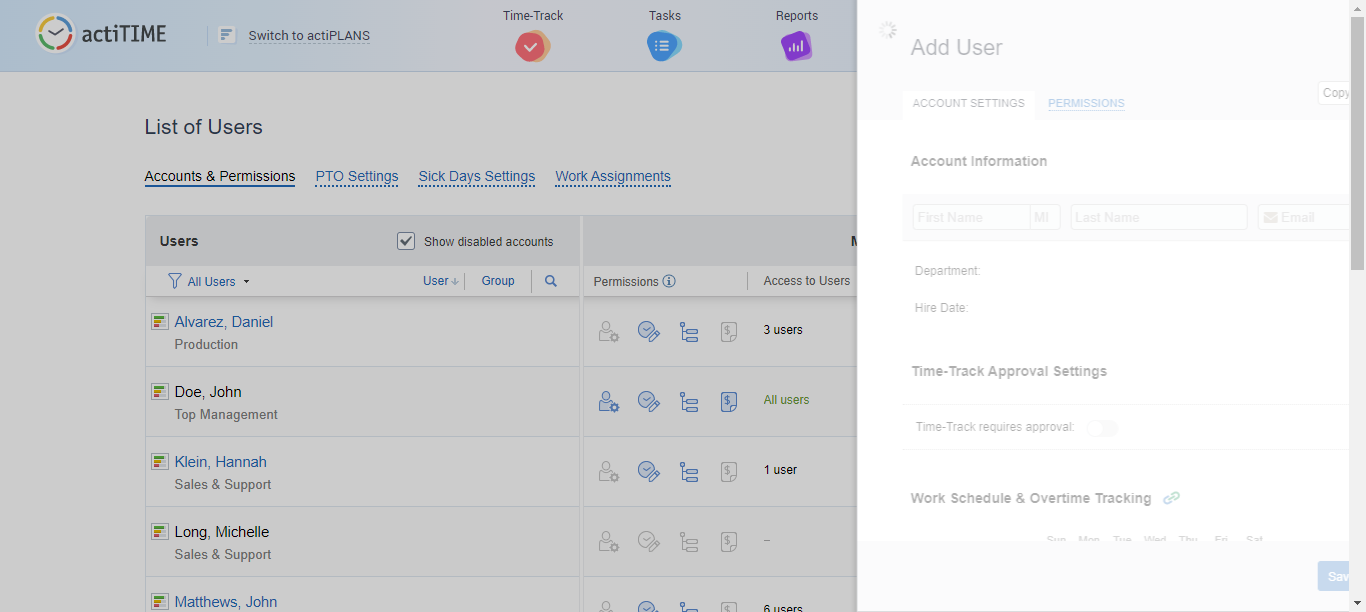 actiTIME
Switch to actiPLANS
Time-Track
Tasks
Reports
List of Users
Accounts & Permissions
PTO Settings
Sick Days Settings
Work Assignments
Users
Show disabled accounts
M
All Users
User
Group
Permissions
Access to Users
Alvarez, Daniel
Production
3 users
Doe, John
Top Management
All users
Klein, Hannah
Sales & Support
1 user
Long, Michelle
Sales & Support
–
Matthews, John
6 users
Add User
ACCOUNT SETTINGS
PERMISSIONS
Copy
Account Information
First Name
MI
Last Name
Email
Department:
Hire Date:
Time-Track Approval Settings
Time-Track requires approval:
Work Schedule & Overtime Tracking
Sun Mon Tue Wed Thu Fri Sat
Sav